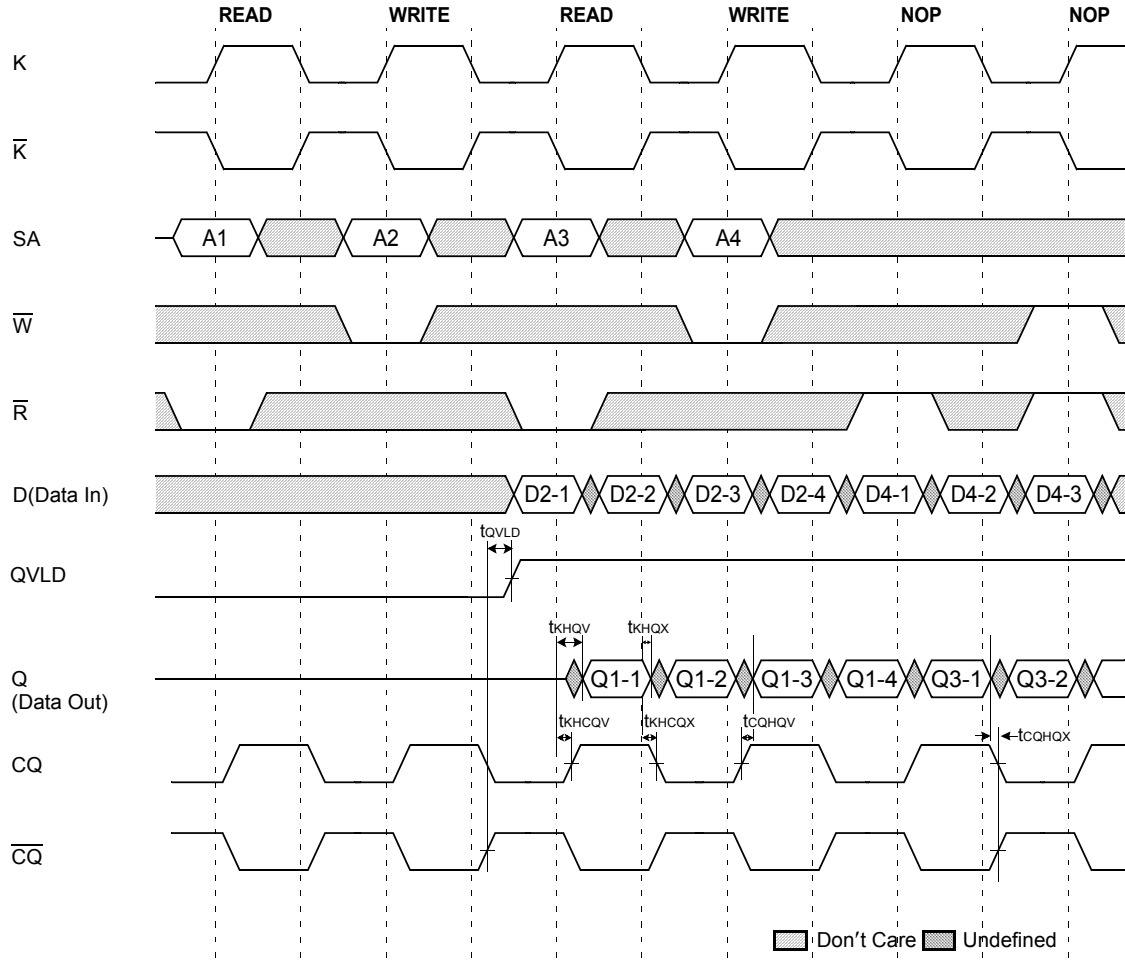 READ WRITE READ WRITE NOP NOP
K
K̅
SA A1 A2 A3 A4
W̅
R̅
D(Data In) D2-1 D2-2 D2-3 D2-4 D4-1 D4-2 D4-3
tQVLD
QVLD
tKHQV tKHQX
Q Q1-1 Q1-2 Q1-3 Q1-4 Q3-1 Q3-2
(Data Out)
tKHCQV tKHCQX tCQHQV tCQHQX
CQ
C̅Q̅
Don't Care Undefined